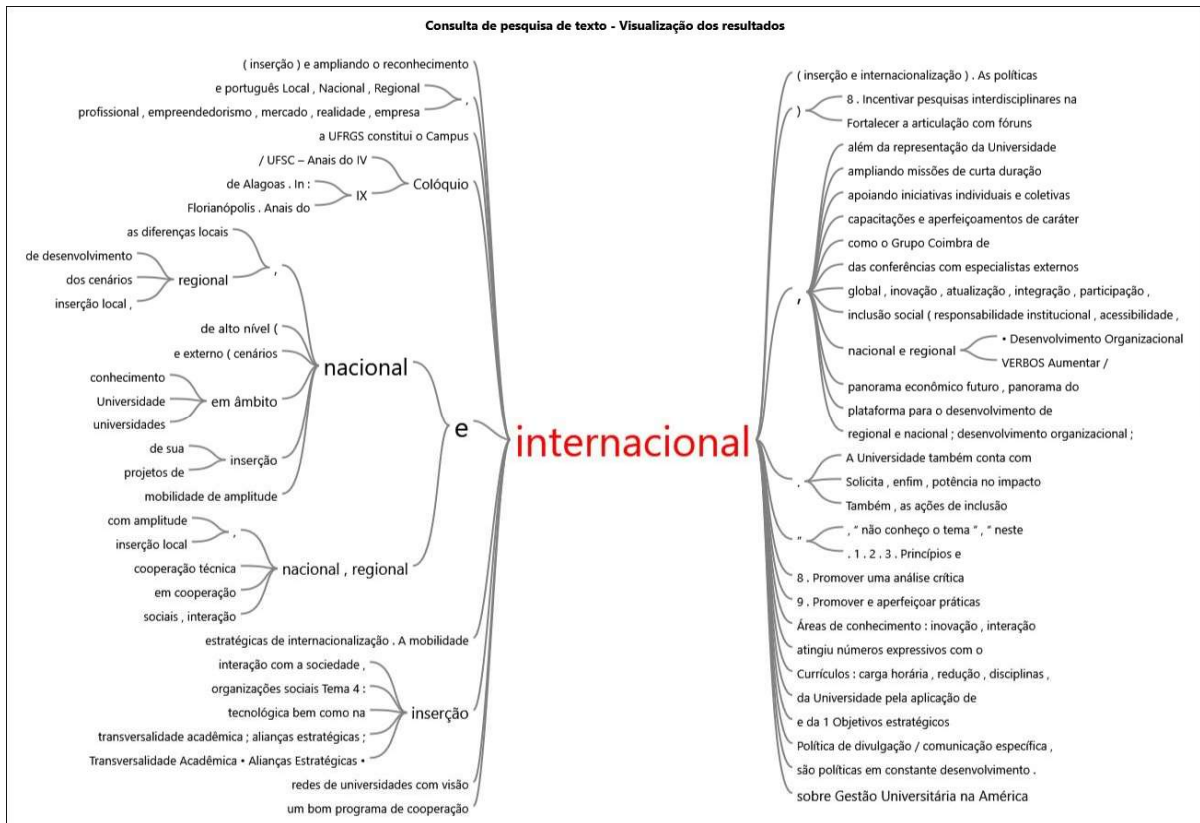 Consulta de pesquisa de texto - Visualização dos resultados
( inserção ) e ampliando o reconhecimento
e português Local , Nacional , Regional
,
profissional , empreendedorismo , mercado , realidade , empresa
a UFRGS constitui o Campus
/ UFSC – Anais do IV
Colóquio
de Alagoas . In :
IX
Florianópolis . Anais do
as diferenças locais
,
de desenvolvimento
regional
dos cenários
inserção local ,
de alto nível (
e externo ( cenários
nacional
conhecimento
em âmbito
Universidade
universidades
de sua
inserção
projetos de
mobilidade de amplitude
e
com amplitude
,
inserção local
cooperação técnica
nacional , regional
em cooperação
sociais , interação
estratégicas de internacionalização . A mobilidade
interação com a sociedade ,
organizações sociais Tema 4 :
tecnológica bem como na
inserção
transversalidade acadêmica ; alianças estratégicas ;
Transversalidade Acadêmica • Alianças Estratégicas •
redes de universidades com visão
um bom programa de cooperação
internacional
( inserção e internacionalização ) . As políticas
)
8 . Incentivar pesquisas interdisciplinares na
Fortalecer a articulação com fóruns
,
além da representação da Universidade
ampliando missões de curta duração
apoiando iniciativas individuais e coletivas
capacitações e aperfeiçoamentos de caráter
como o Grupo Coimbra de
das conferências com especialistas externos
global , inovação , atualização , integração , participação ,
inclusão social ( responsabilidade institucional , acessibilidade ,
nacional e regional
• Desenvolvimento Organizacional
VERBOS Aumentar /
panorama econômico futuro , panorama do
plataforma para o desenvolvimento de
regional e nacional ; desenvolvimento organizacional ;
.
A Universidade também conta com
Solicita , enfim , potência no impacto
Também , as ações de inclusão
"
, " não conheço o tema " , " neste
. 1 . 2 . 3 . Princípios e
8 . Promover uma análise crítica
9 . Promover e aperfeiçoar práticas
Áreas de conhecimento : inovação , interação
atingiu números expressivos com o
Currículos : carga horária , redução , disciplinas ,
da Universidade pela aplicação de
e da 1 Objetivos estratégicos
Política de divulgação / comunicação específica ,
são políticas em constante desenvolvimento .
sobre Gestão Universitária na América